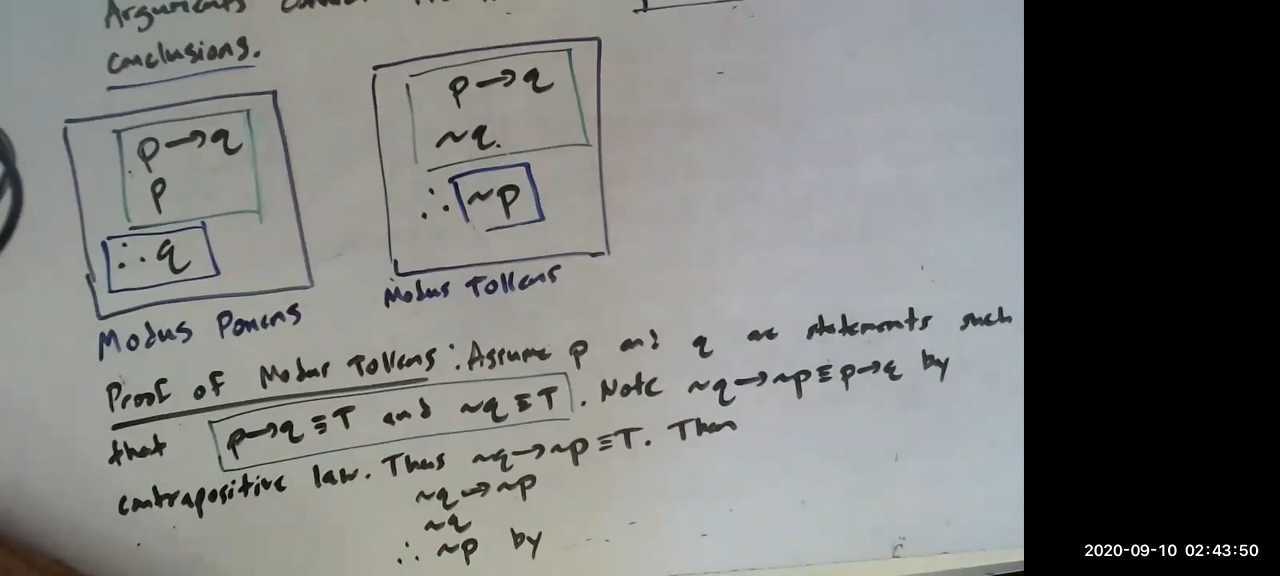 Arguments
conclusions.
p → q
p
∴ q
Modus Ponens
p → q
~q.
∴ ~p
Modus Tollens
Proof of Modus Tollens: Assume p and q are statements such
that p→q ≡ T and ~q ≡ T. Note ~q→~p ≡ p→q by
contrapositive law. Thus ~q→~p ≡ T. Then
~q→~p
~q
∴ ~p by
2020-09-10 02:43:50